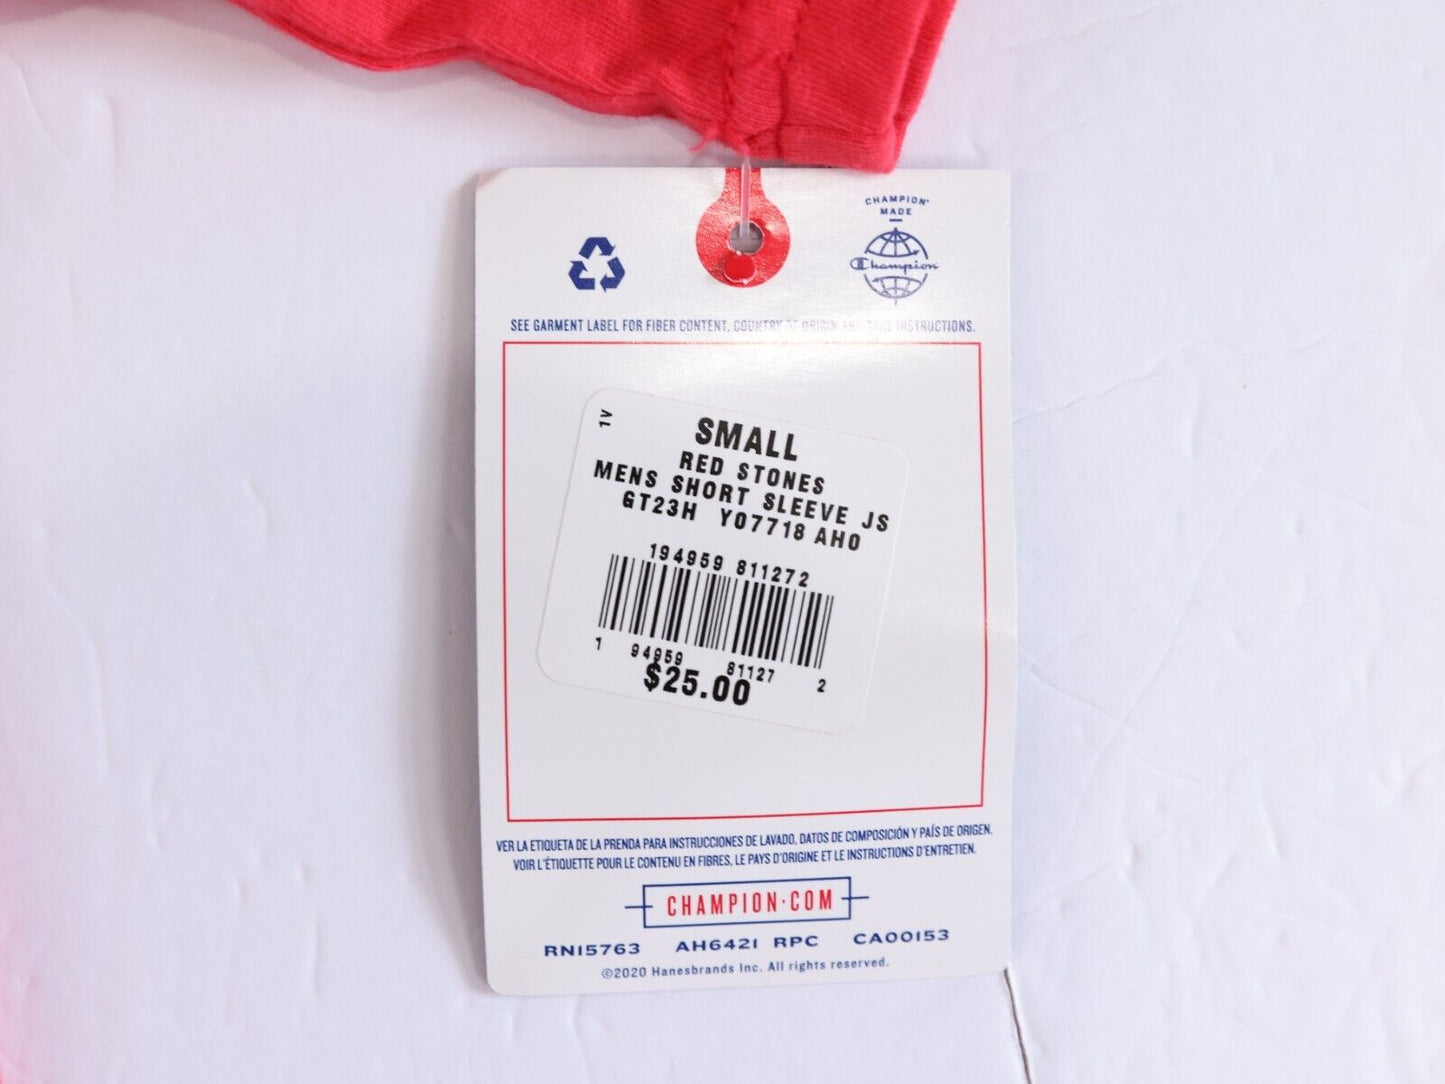 CHAMPION®
MADE
Champion
SEE GARMENT LABEL FOR FIBER CONTENT, COUNTRY OF ORIGIN AND CARE INSTRUCTIONS.
1V
SMALL
RED STONES
MENS SHORT SLEEVE JS
GT23H Y07718 AHO
194959 811272
1 94959 81127 2
$25.00
VER LA ETIQUETA DE LA PRENDA PARA INSTRUCCIONES DE LAVADO, DATOS DE COMPOSICIÓN Y PAÍS DE ORIGEN.
VOIR L'ÉTIQUETTE POUR LE CONTENU EN FIBRES, LE PAYS D'ORIGINE ET LE INSTRUCTIONS D'ENTRETIEN.
CHAMPION·COM
RN15763 AH6421 RPC CA00153
©2020 Hanesbrands Inc. All rights reserved.